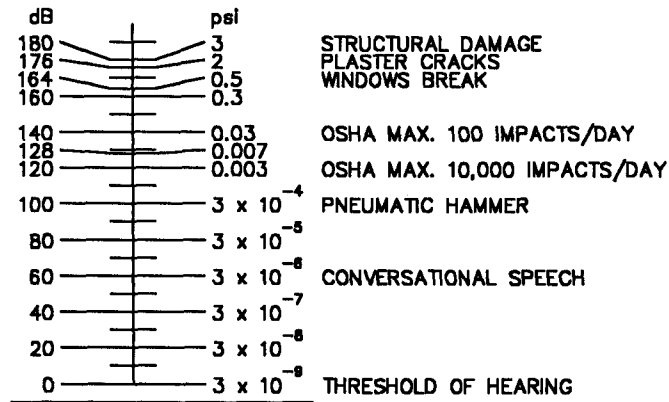 dB psi
180 3 STRUCTURAL DAMAGE
176 2 PLASTER CRACKS
164 0.5 WINDOWS BREAK
160 0.3
140 0.03 OSHA MAX. 100 IMPACTS/DAY
128 0.007
120 0.003 OSHA MAX. 10,000 IMPACTS/DAY
100 3 x 10⁻⁴ PNEUMATIC HAMMER
80 3 x 10⁻⁵
60 3 x 10⁻⁶ CONVERSATIONAL SPEECH
40 3 x 10⁻⁷
20 3 x 10⁻⁸
0 3 x 10⁻⁹ THRESHOLD OF HEARING